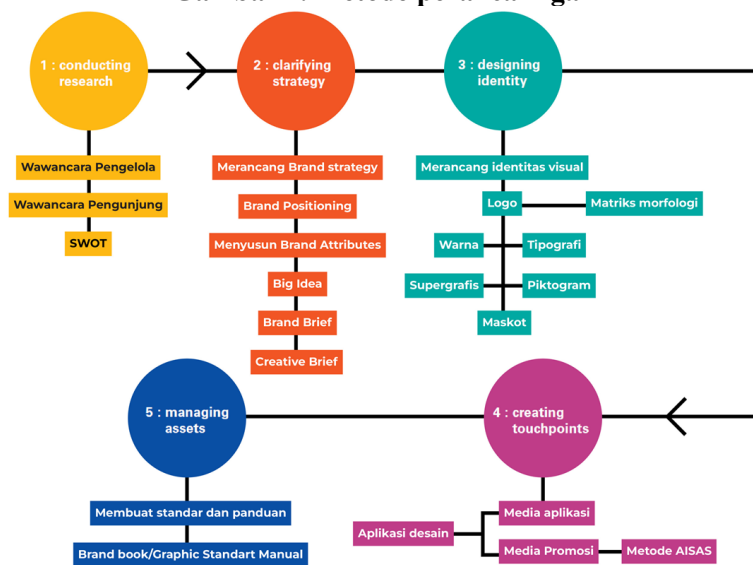 Gambar Metode perancangan
1 : conducting
research
2 : clarifying
strategy
3 : designing
identity
Wawancara Pengelola
Wawancara Pengunjung
SWOT
Merancang Brand strategy
Brand Positioning
Menyusun Brand Attributes
Big Idea
Brand Brief
Creative Brief
Merancang identitas visual
Logo
Matriks morfologi
Warna
Tipografi
Supergrafis
Piktogram
Maskot
5 : managing
assets
4 : creating
touchpoints
Membuat standar dan panduan
Brand book/Graphic Standart Manual
Media aplikasi
Aplikasi desain
Media Promosi
Metode AISAS